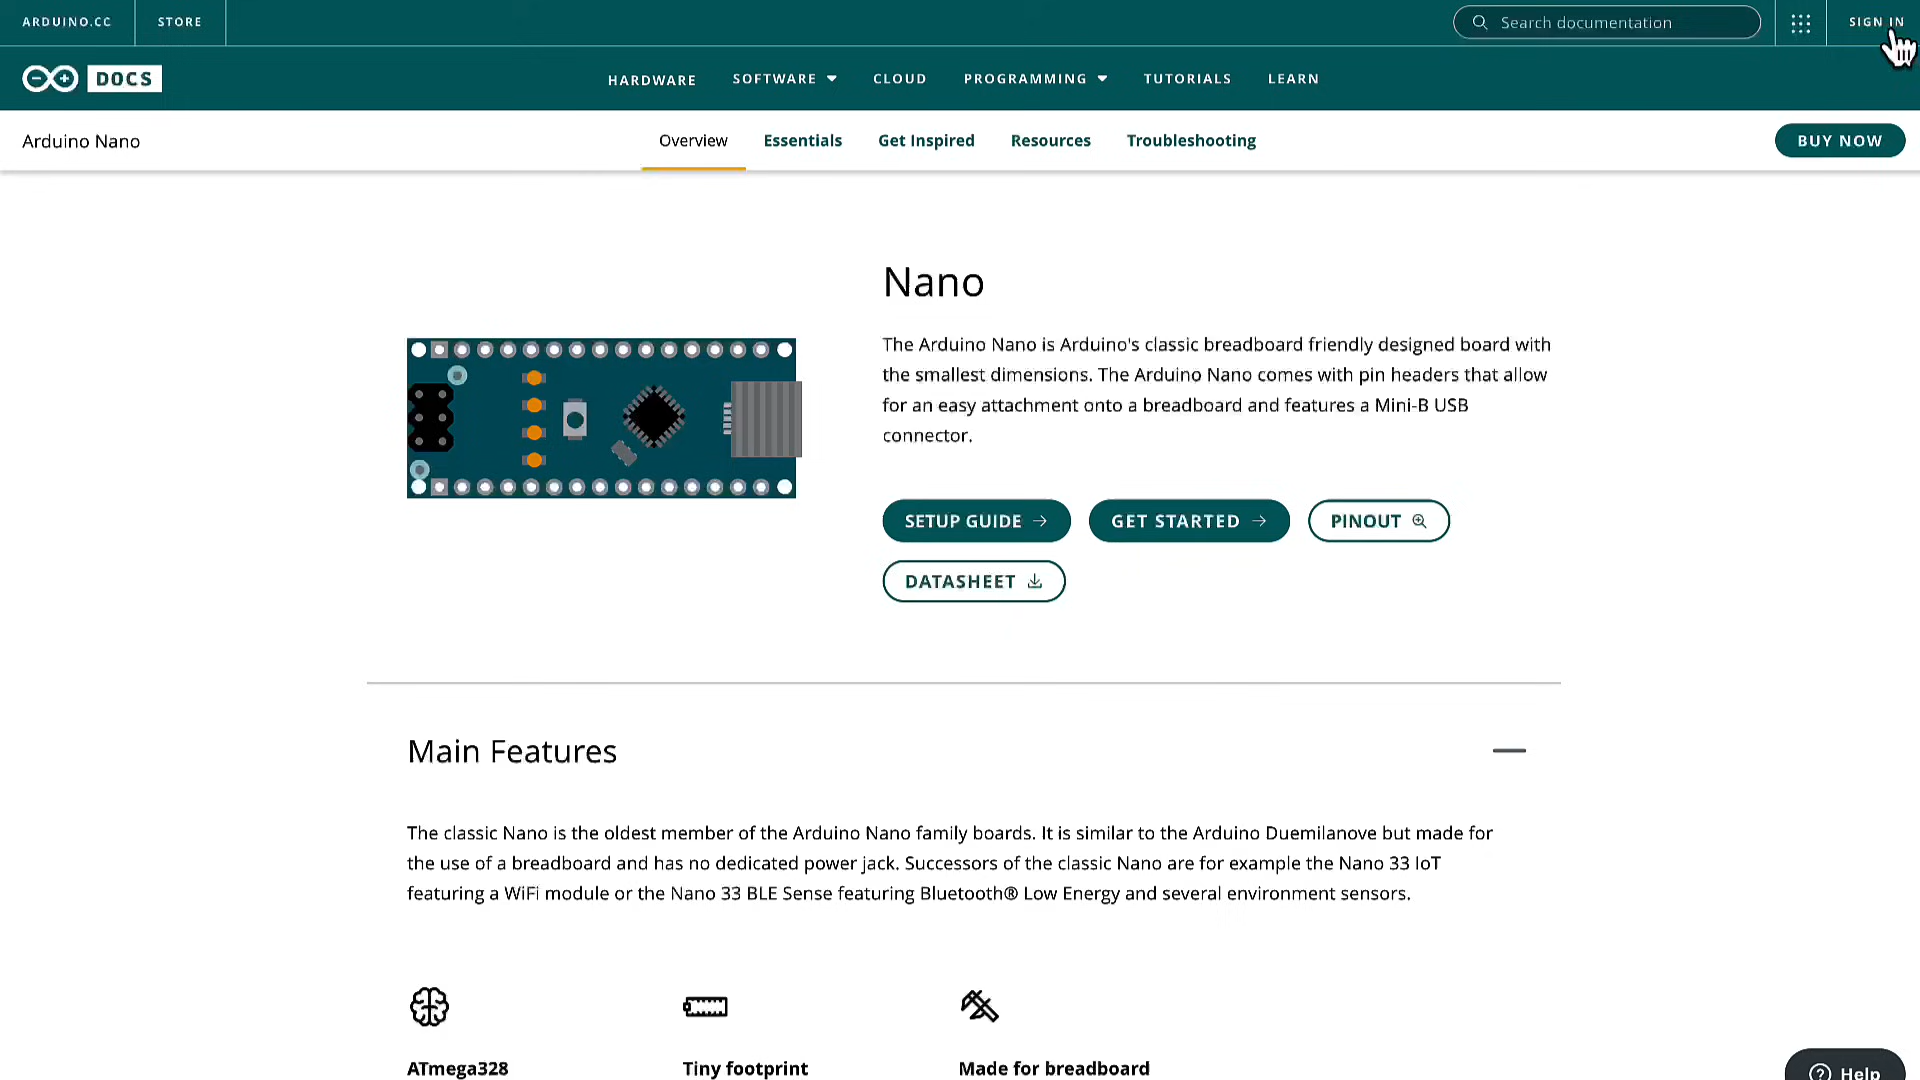 ARDUINO.CC
STORE
Search documentation
SIGN IN
DOCS
HARDWARE
SOFTWARE
CLOUD
PROGRAMMING
TUTORIALS
LEARN
Arduino Nano
Overview
Essentials
Get Inspired
Resources
Troubleshooting
BUY NOW
Nano
The Arduino Nano is Arduino's classic breadboard friendly designed board with
the smallest dimensions. The Arduino Nano comes with pin headers that allow
for an easy attachment onto a breadboard and features a Mini-B USB
connector.
SETUP GUIDE
GET STARTED
PINOUT
DATASHEET
Main Features
The classic Nano is the oldest member of the Arduino Nano family boards. It is similar to the Arduino Duemilanove but made for
the use of a breadboard and has no dedicated power jack. Successors of the classic Nano are for example the Nano 33 IoT
featuring a WiFi module or the Nano 33 BLE Sense featuring Bluetooth® Low Energy and several environment sensors.
ATmega328
Tiny footprint
Made for breadboard
Help